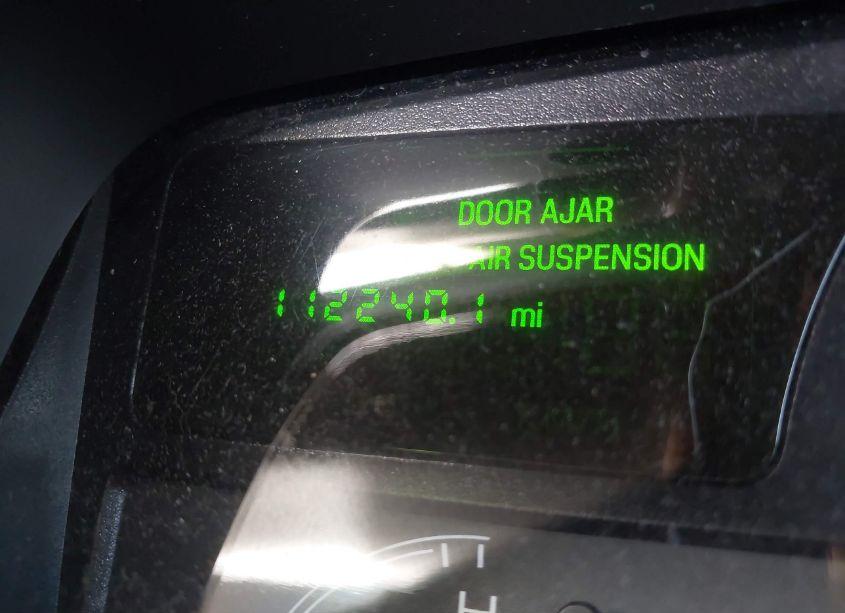 DOOR AJAR
AIR SUSPENSION
112240.1 mi
H